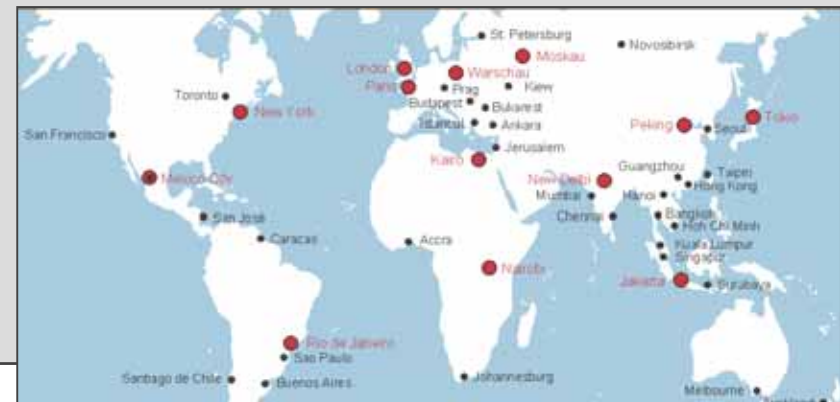 St. Petersburg
Moskau
Novosibirsk
London
Warschau
Paris
Prag
Kiew
Toronto
Budapest
Bukarest
New York
Istanbul
Ankara
Peking
Tokio
San Francisco
Seoul
Jerusalem
Kairo
Guangzhou
Taipei
Mexico City
New Delhi
Hong Kong
Mumbai
Hanoi
San José
Chennai
Bangkok
Hoh Chi Minh
Caracas
Accra
Kuala Lumpur
Singapur
Nairobi
Jakarta
Surubaya
Rio de Janeiro
Sao Paulo
Santiago de Chile
Buenos Aires
Johannesburg
Melbourne
Auckland